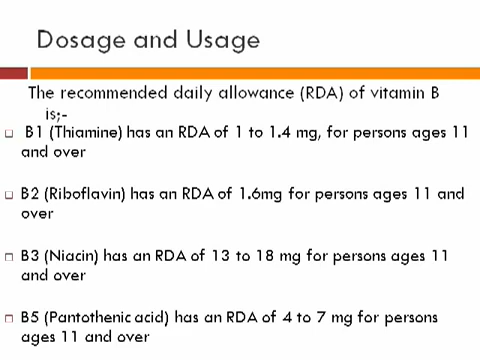 Dosage and Usage
The recommended daily allowance (RDA) of vitamin B
is;-
B1 (Thiamine) has an RDA of 1 to 1.4 mg, for persons ages 11
and over
B2 (Riboflavin) has an RDA of 1.6mg for persons ages 11 and
over
B3 (Niacin) has an RDA of 13 to 18 mg for persons ages 11
and over
B5 (Pantothenic acid) has an RDA of 4 to 7 mg for persons
ages 11 and over